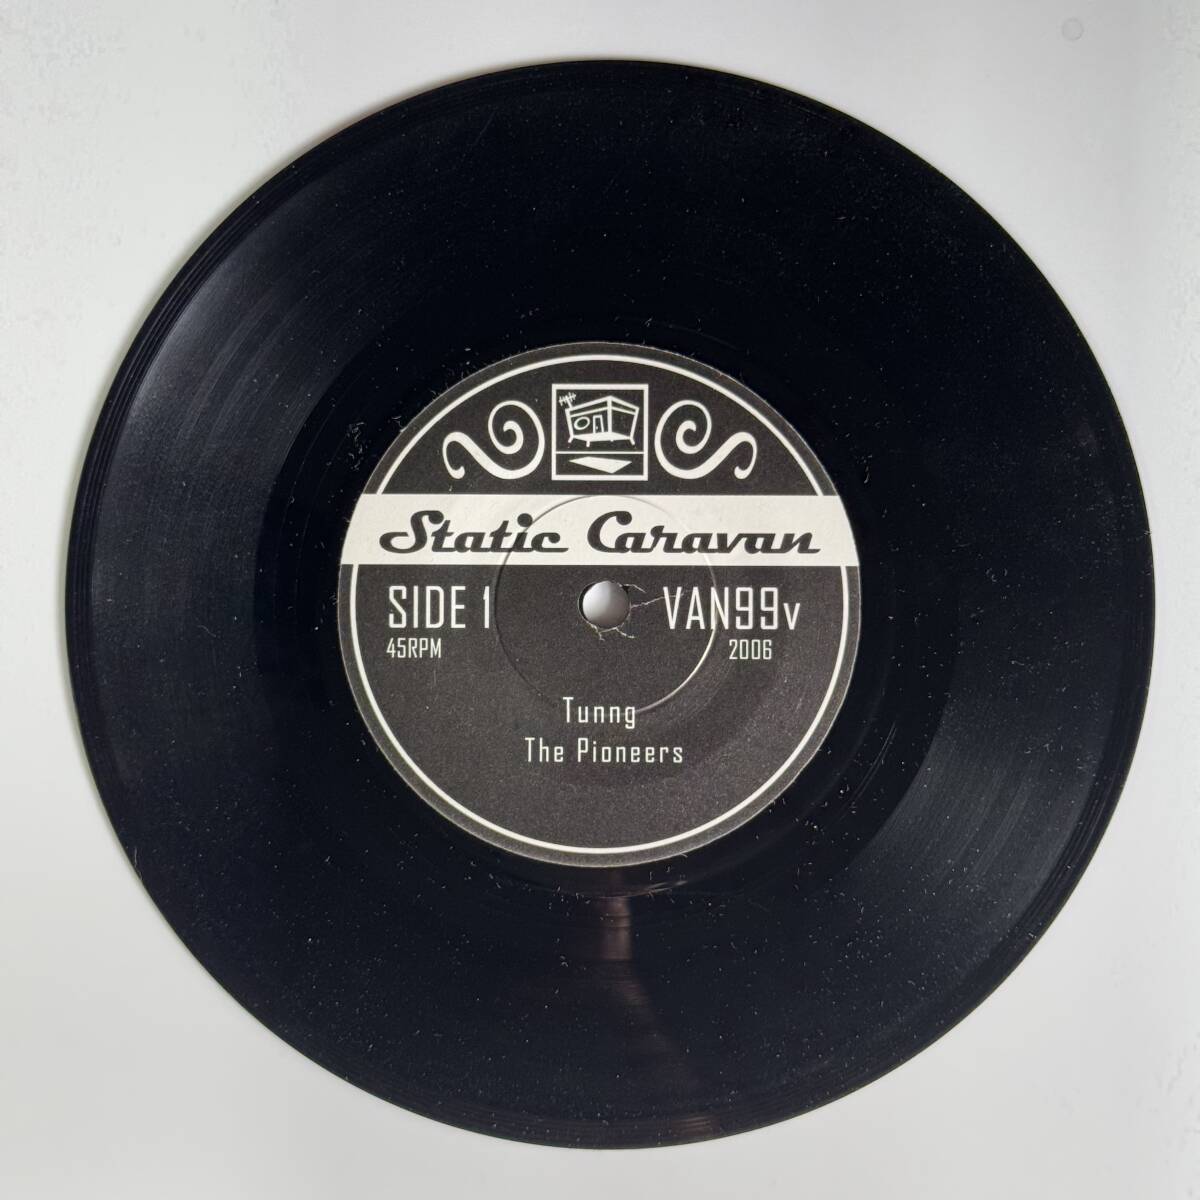 Static Caravan
SIDE 1
VAN99v
45RPM
2006
Tunng
The Pioneers